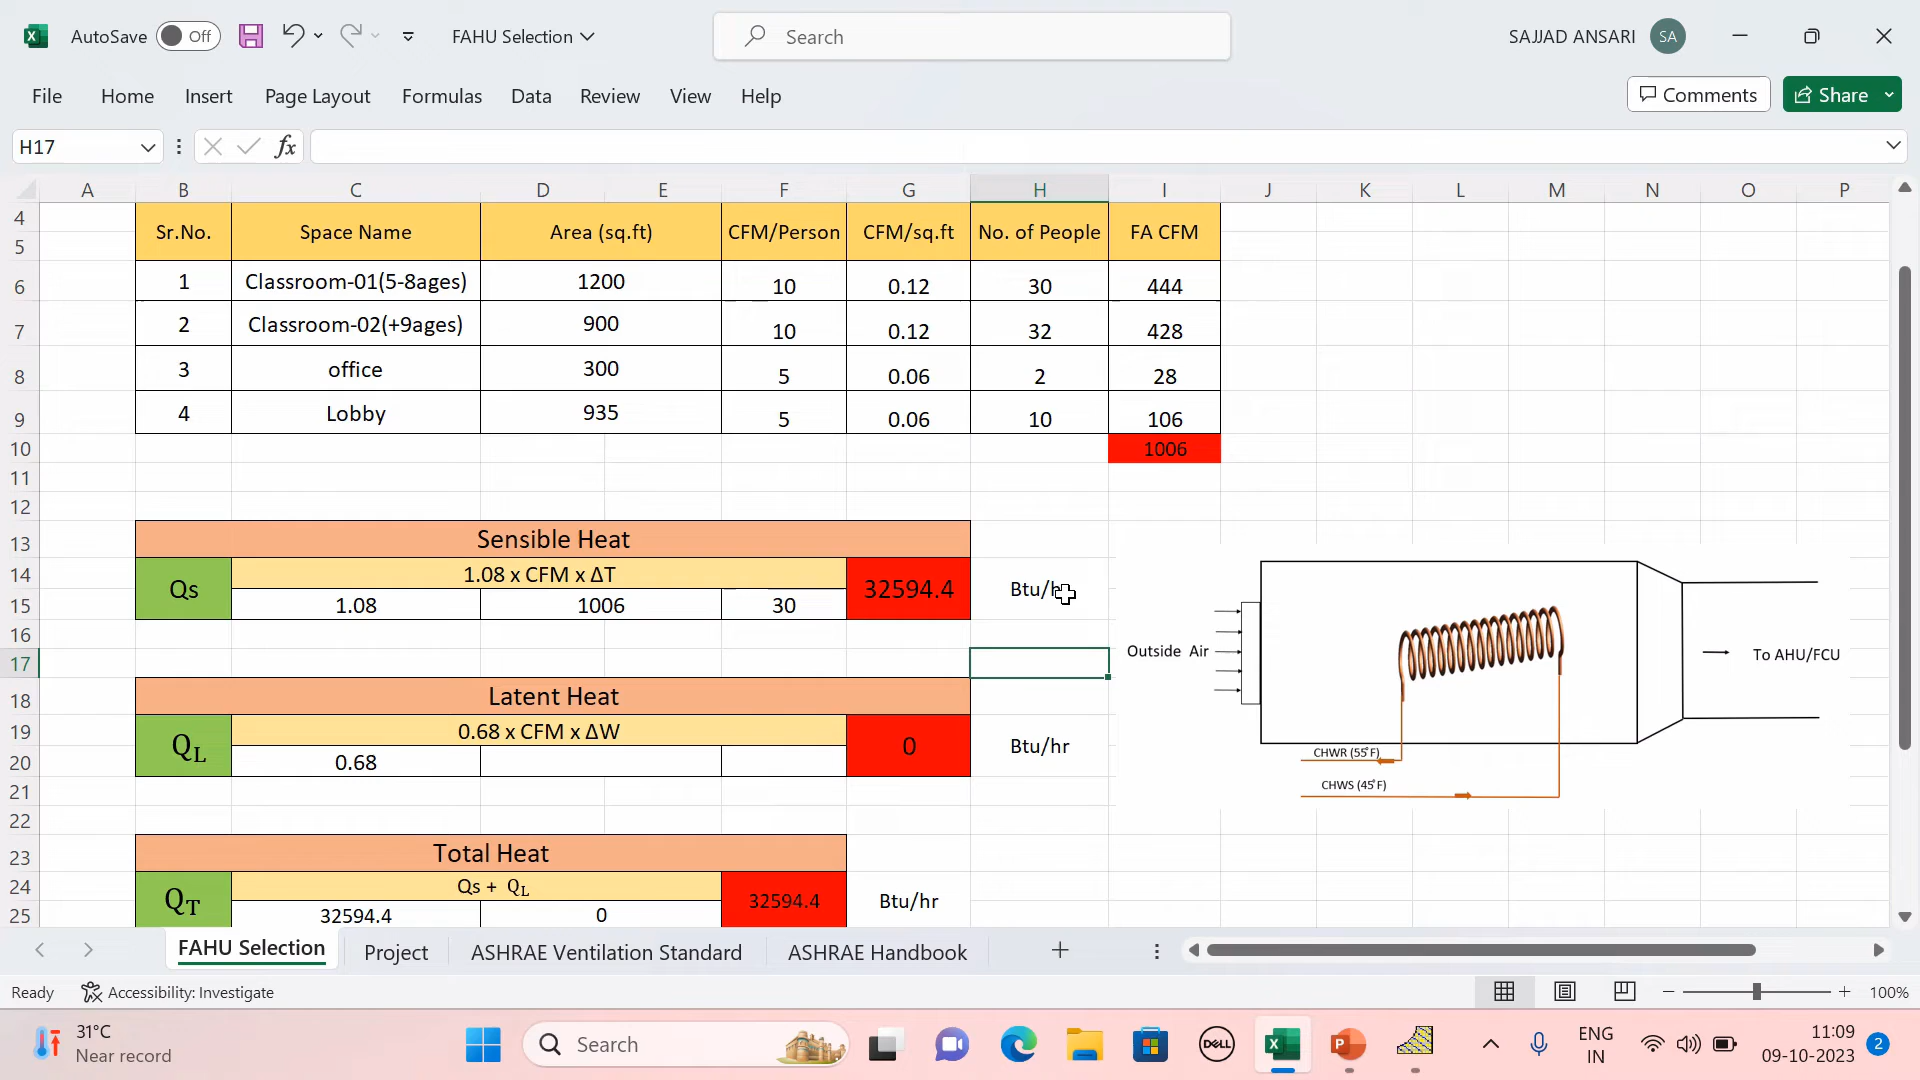 AutoSave Off FAHU Selection Search SAJJAD ANSARI SA
File Home Insert Page Layout Formulas Data Review View Help Comments Share
H17 fx
A B C D E F G H I J K L M N O P
4
5
Sr.No. Space Name Area (sq.ft) CFM/Person CFM/sq.ft No. of People FA CFM
6 1 Classroom-01(5-8ages) 1200 10 0.12 30 444
7 2 Classroom-02(+9ages) 900 10 0.12 32 428
8 3 office 300 5 0.06 2 28
9 4 Lobby 935 5 0.06 10 106
10 1006
11
12
13 Sensible Heat
14 Qs 1.08 x CFM x ΔT 32594.4
15 1.08 1006 30
16
17
18 Latent Heat
19 QL 0.68 x CFM x ΔW 0 Btu/hr
20 0.68
21
22
23 Total Heat
24 QT Qs + QL 32594.4 Btu/hr
25 32594.4 0
Outside Air
To AHU/FCU
CHWR (55°F)
CHWS (45°F)
FAHU Selection Project ASHRAE Ventilation Standard ASHRAE Handbook
Ready Accessibility: Investigate 100%
31°C
Near record
Search
DELL
ENG
IN
11:09
09-10-2023
2